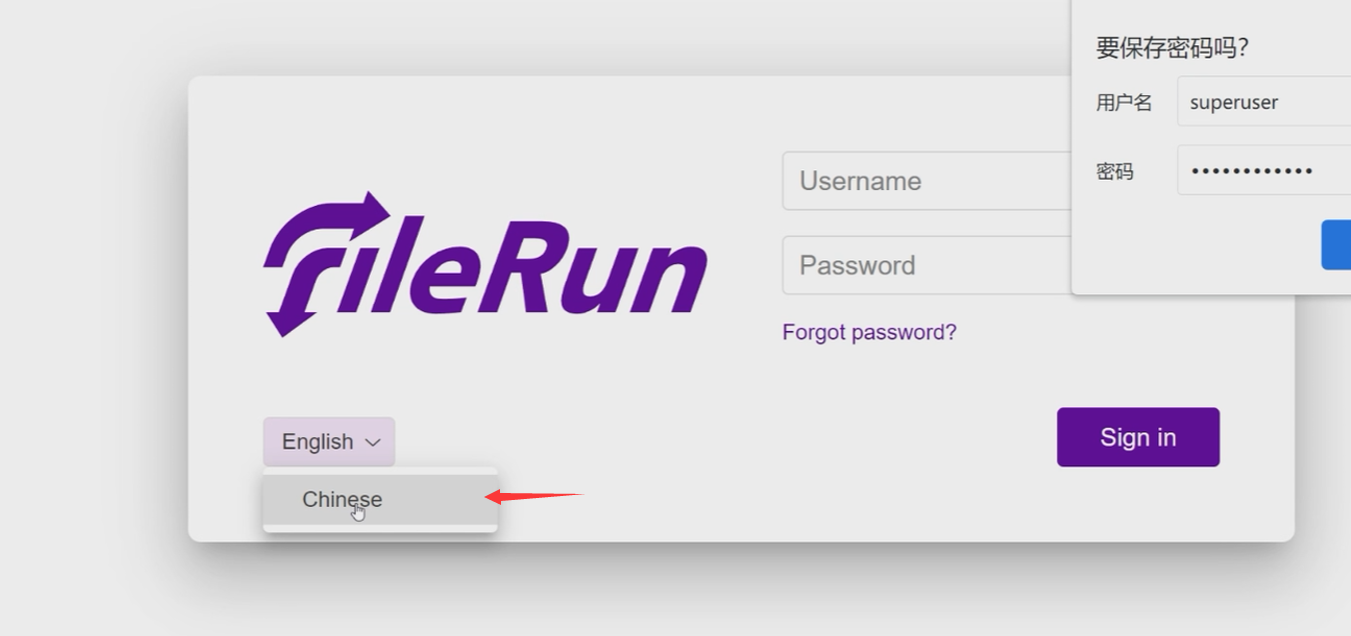 要保存密码吗?
用户名
superuser
密码
••••••••••••
FileRun
Username
Password
Forgot password?
English
Sign in
Chinese